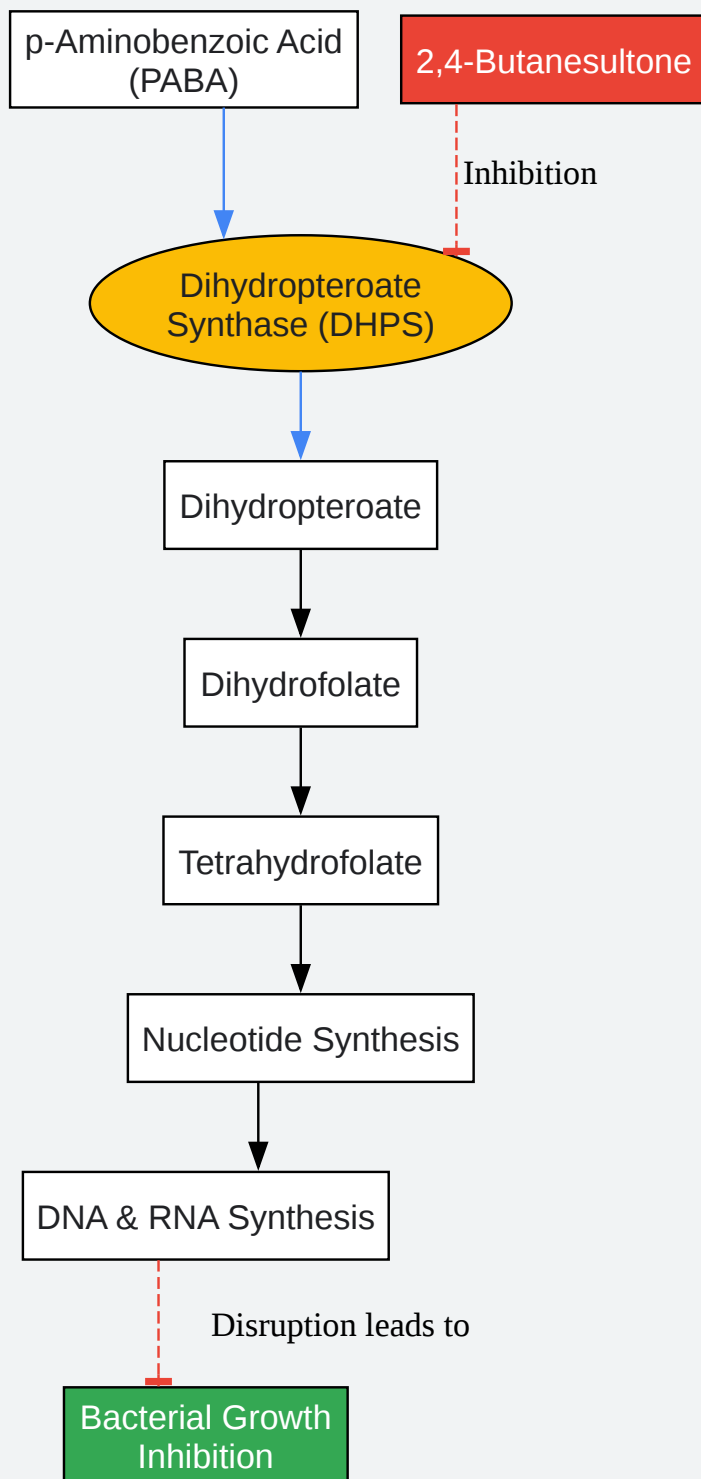 p-Aminobenzoic Acid
(PABA)
2,4-Butanesultone
Inhibition
Dihydropteroate
Synthase (DHPS)
Dihydropteroate
Dihydrofolate
Tetrahydrofolate
Nucleotide Synthesis
DNA & RNA Synthesis
Disruption leads to
Bacterial Growth
Inhibition